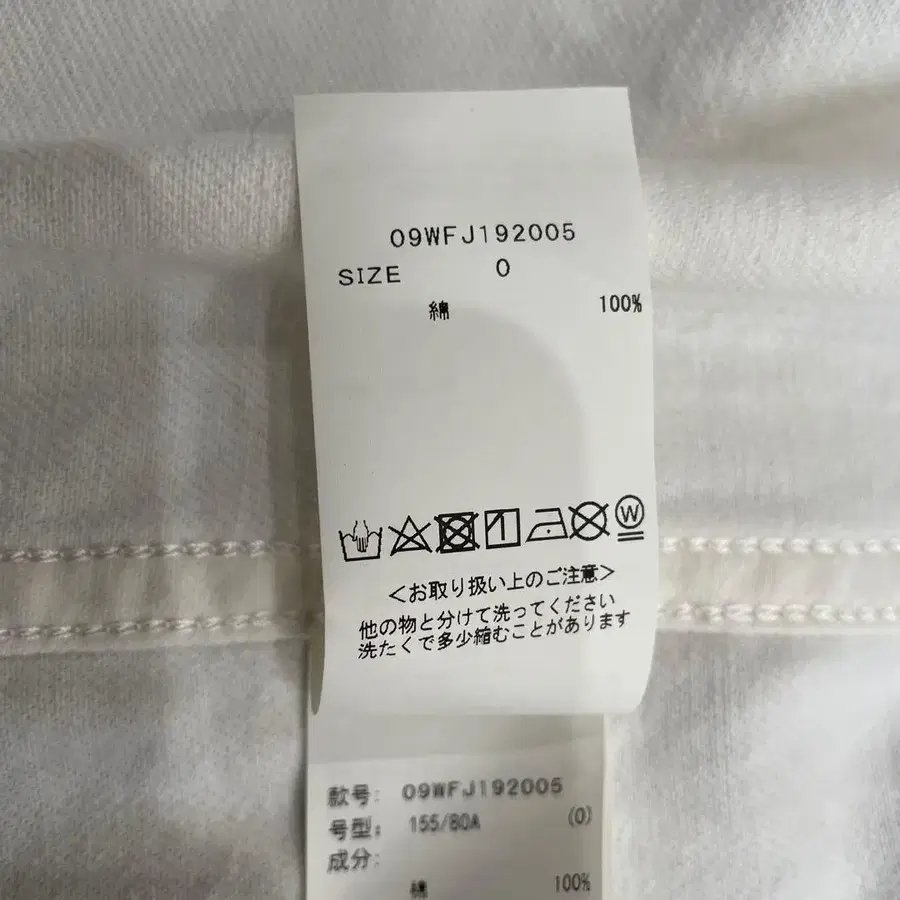 09WFJ192005
SIZE 0
綿 100%
W
<お取り扱い上のご注意>
他の物と分けて洗ってください
洗たくで多少縮むことがあります
款号: 09WFJ192005
号型: 155/80A (0)
成分:
綿 100%